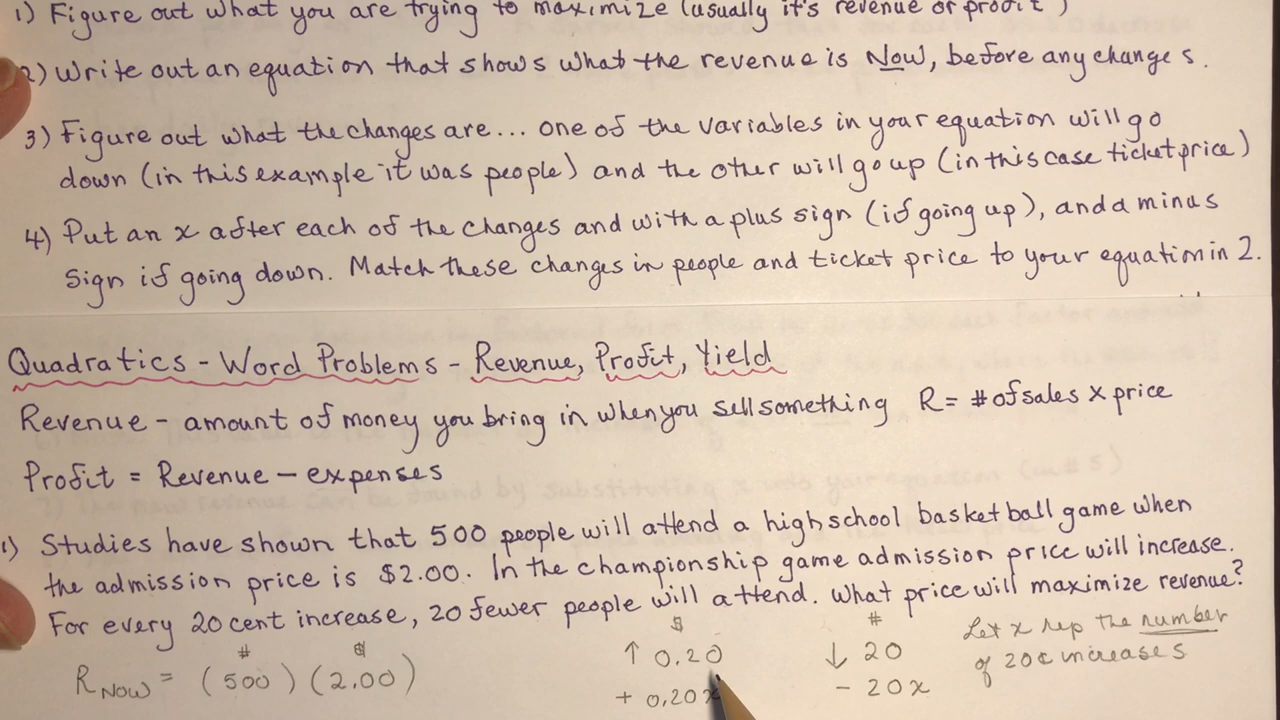 1) Figure out what you are trying to maximize (usually it's revenue or profit)
2) Write out an equation that shows what the revenue is Now, before any changes.
3) Figure out what the changes are... one of the variables in your equation will go
down (in this example it was people) and the other will go up (in this case ticket price)
4) Put an x after each of the changes and with a plus sign (if going up), and a minus
sign if going down. Match these changes in people and ticket price to your equation in 2.
Quadratics - Word Problems - Revenue, Profit, Yield
Revenue - amount of money you bring in when you sell something R = # of sales x price
Profit = Revenue - expenses
1) Studies have shown that 500 people will attend a high school basketball game when
the admission price is $2.00. In the championship game admission price will increase.
For every 20 cent increase, 20 fewer people will attend. What price will maximize revenue?
# $ $ #
R NOW = (500)(2.00) ↑ 0.20 ↓ 20 Let x rep the number
+ 0.20x - 20x of 20¢ increases